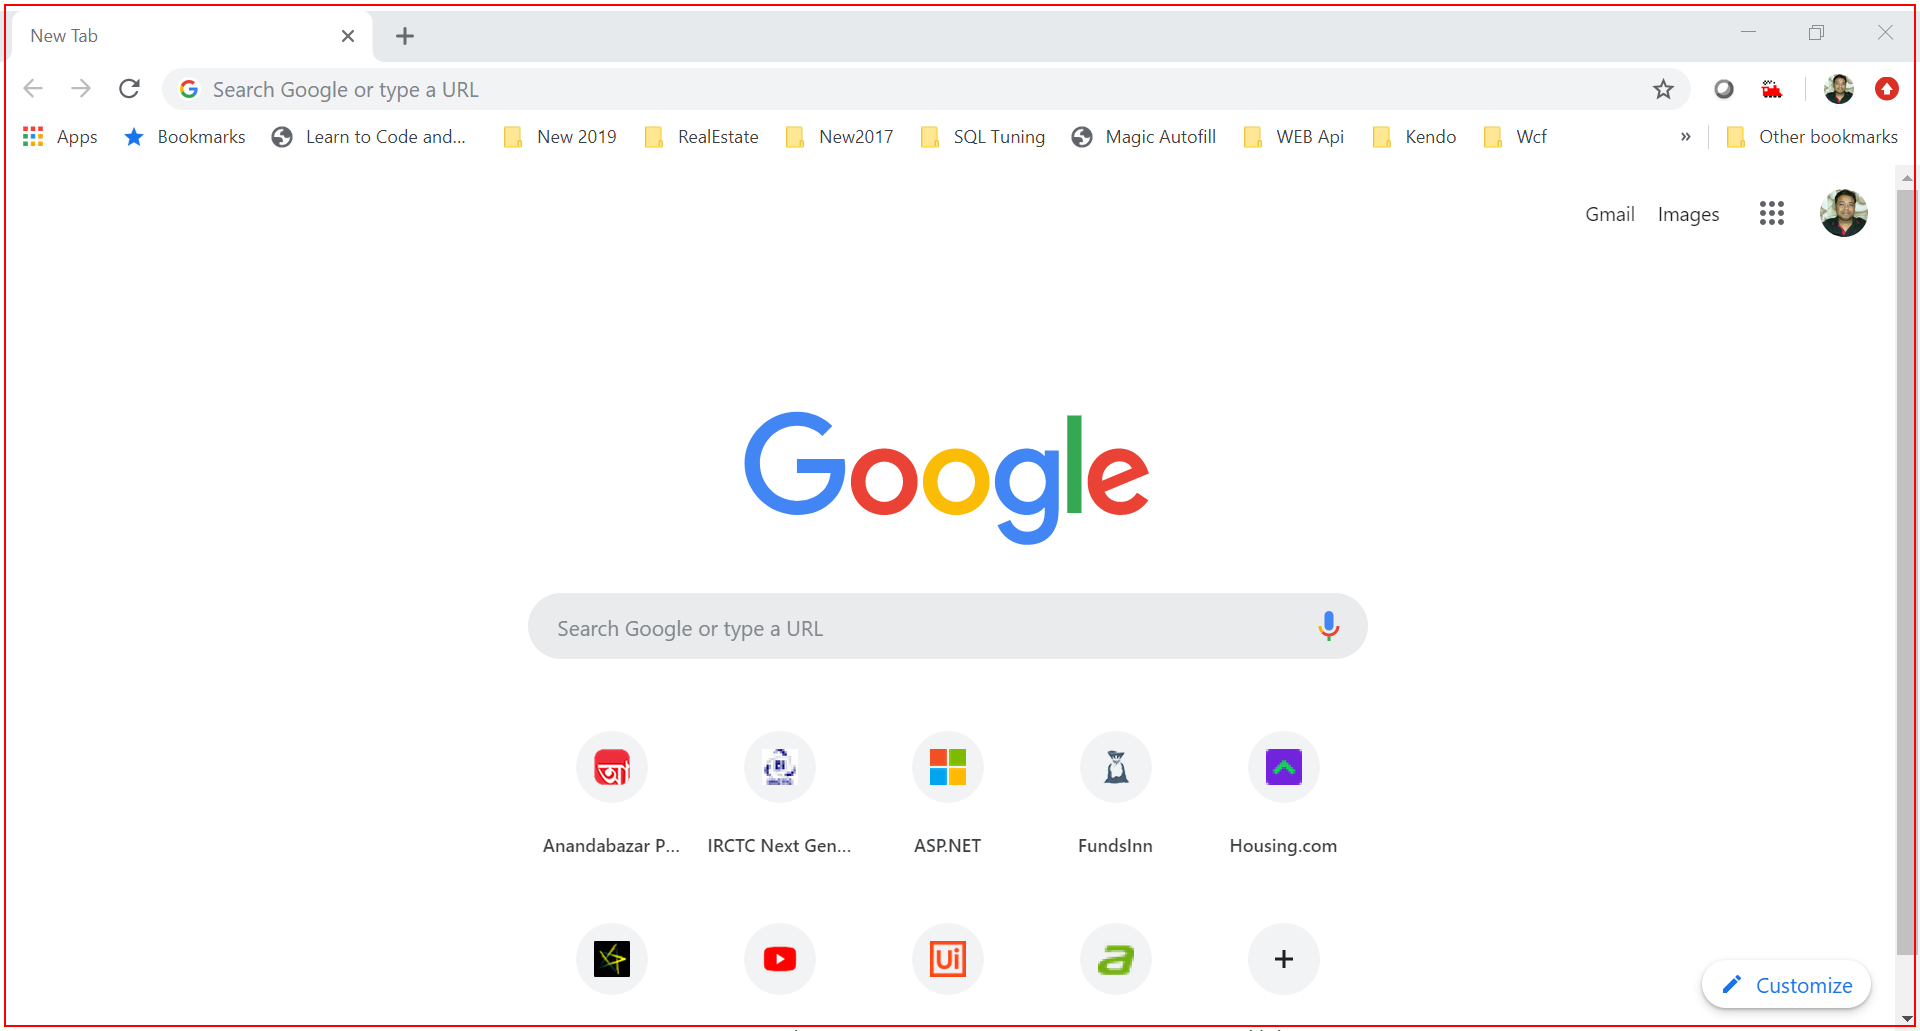 New Tab
Search Google or type a URL
Apps Bookmarks Learn to Code and... New 2019 RealEstate New2017 SQL Tuning Magic Autofill WEB Api Kendo Wcf » Other bookmarks
Gmail Images
Google
Search Google or type a URL
আ
Anandabazar P... IRCTC Next Gen... ASP.NET FundsInn Housing.com
Ui a
Customize